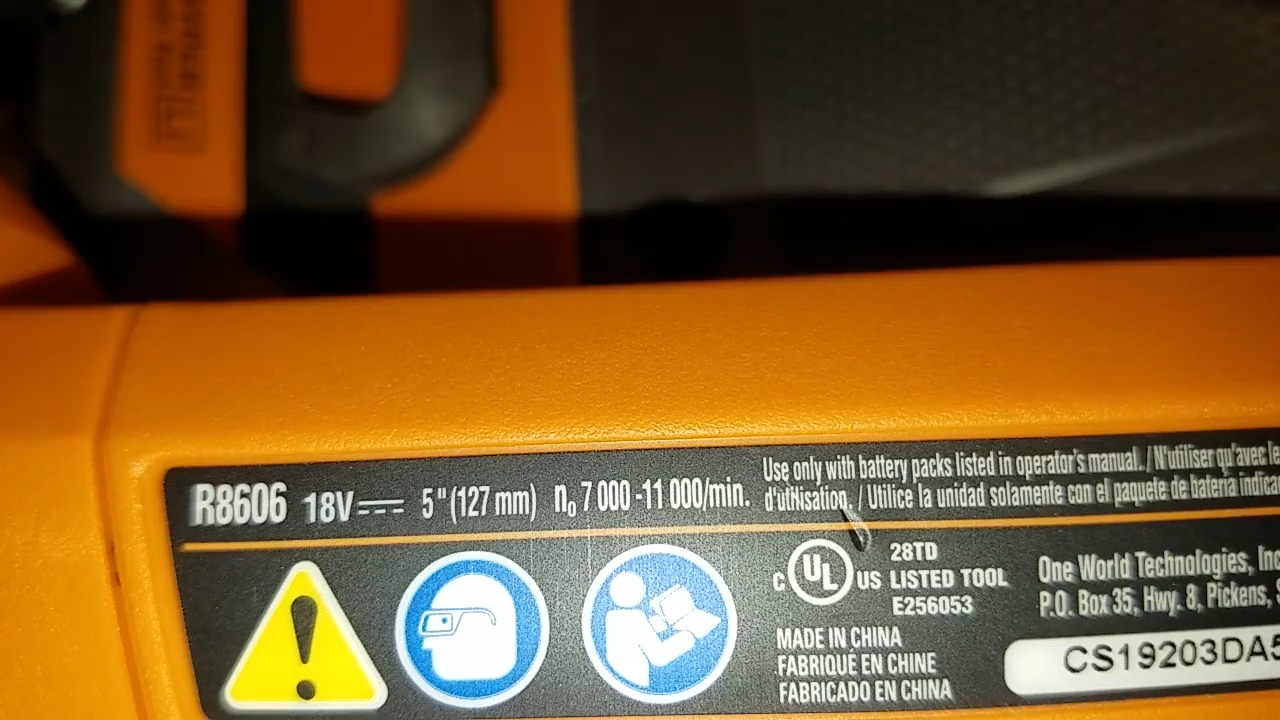 R8606 18V 5" (127 mm) n₀ 7 000 -11 000/min.
Use only with battery packs listed in operator's manual. / N'utiliser qu'avec le
d'utilisation. / Utilice la unidad solamente con el paquete de batería indica
C UL US
28TD
LISTED TOOL
E256053
MADE IN CHINA
FABRIQUÉ EN CHINE
FABRICADO EN CHINA
One World Technologies, Inc
P.O. Box 35, Hwy. 8, Pickens,
CS19203DA5